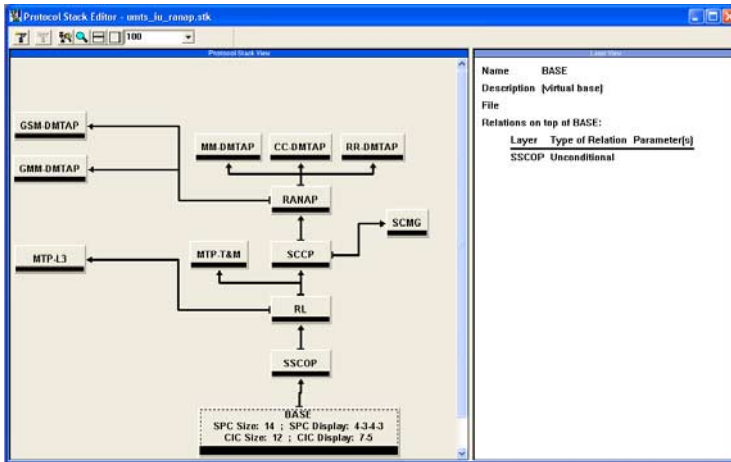 Protocol Stack Editor - umts_iu_ranap.stk
100
Protocol Stack View
Layer View
GSM-DMTAP
MM-DMTAP CC-DMTAP RR-DMTAP
GMM-DMTAP
RANAP
SCMG
MTP-L3
MTP-T&M
SCCP
RL
SSCOP
BASE
SPC Size: 14 ; SPC Display: 4-3-4-3
CIC Size: 12 ; CIC Display: 7-5
Name BASE
Description (virtual base)
File
Relations on top of BASE:
Layer Type of Relation Parameter(s)
SSCOP Unconditional